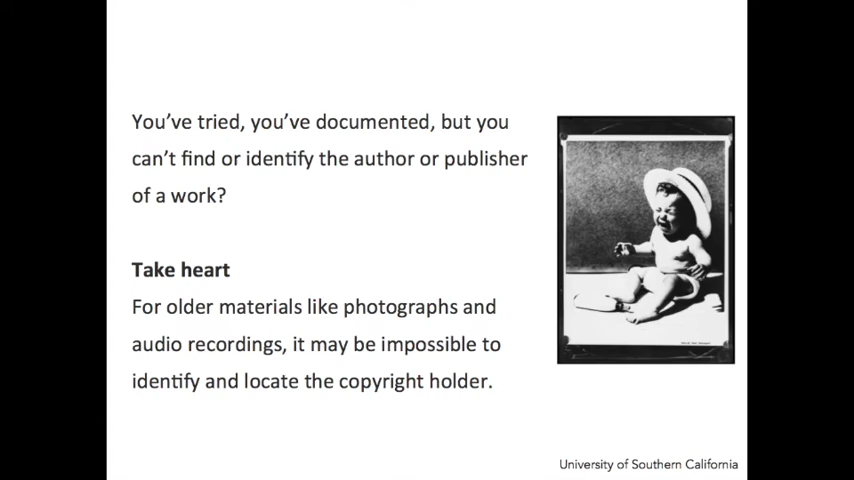 You've tried, you've documented, but you
can't find or identify the author or publisher
of a work?
Take heart
For older materials like photographs and
audio recordings, it may be impossible to
identify and locate the copyright holder.
University of Southern California